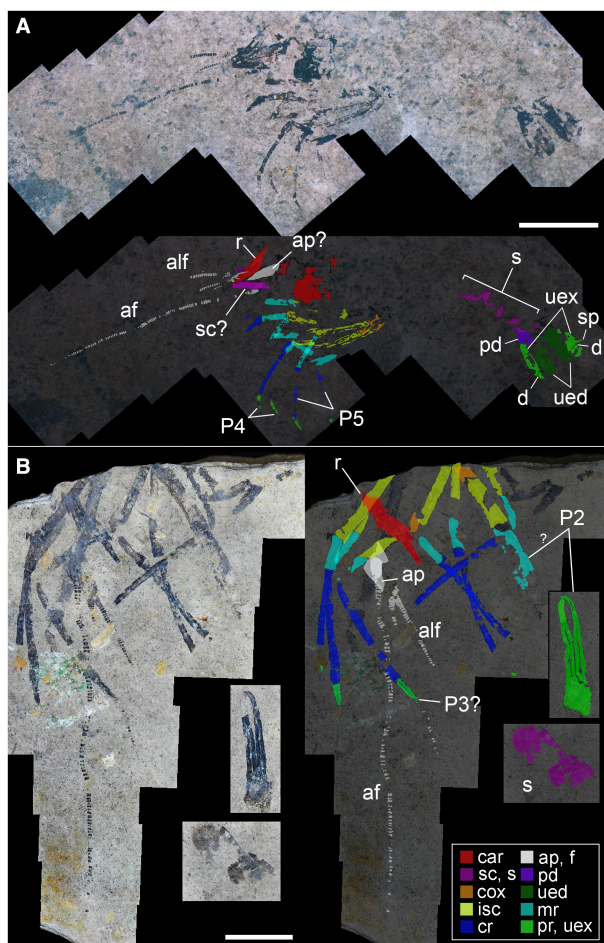 A
r
ap?
alf
af
sc?
P4
P5
s
uex
sp
pd
d
d
ued
B
r
P2
?
ap
alf
P3?
af
s
car
ap, f
sc, s
pd
cox
ued
isc
mr
cr
pr, uex